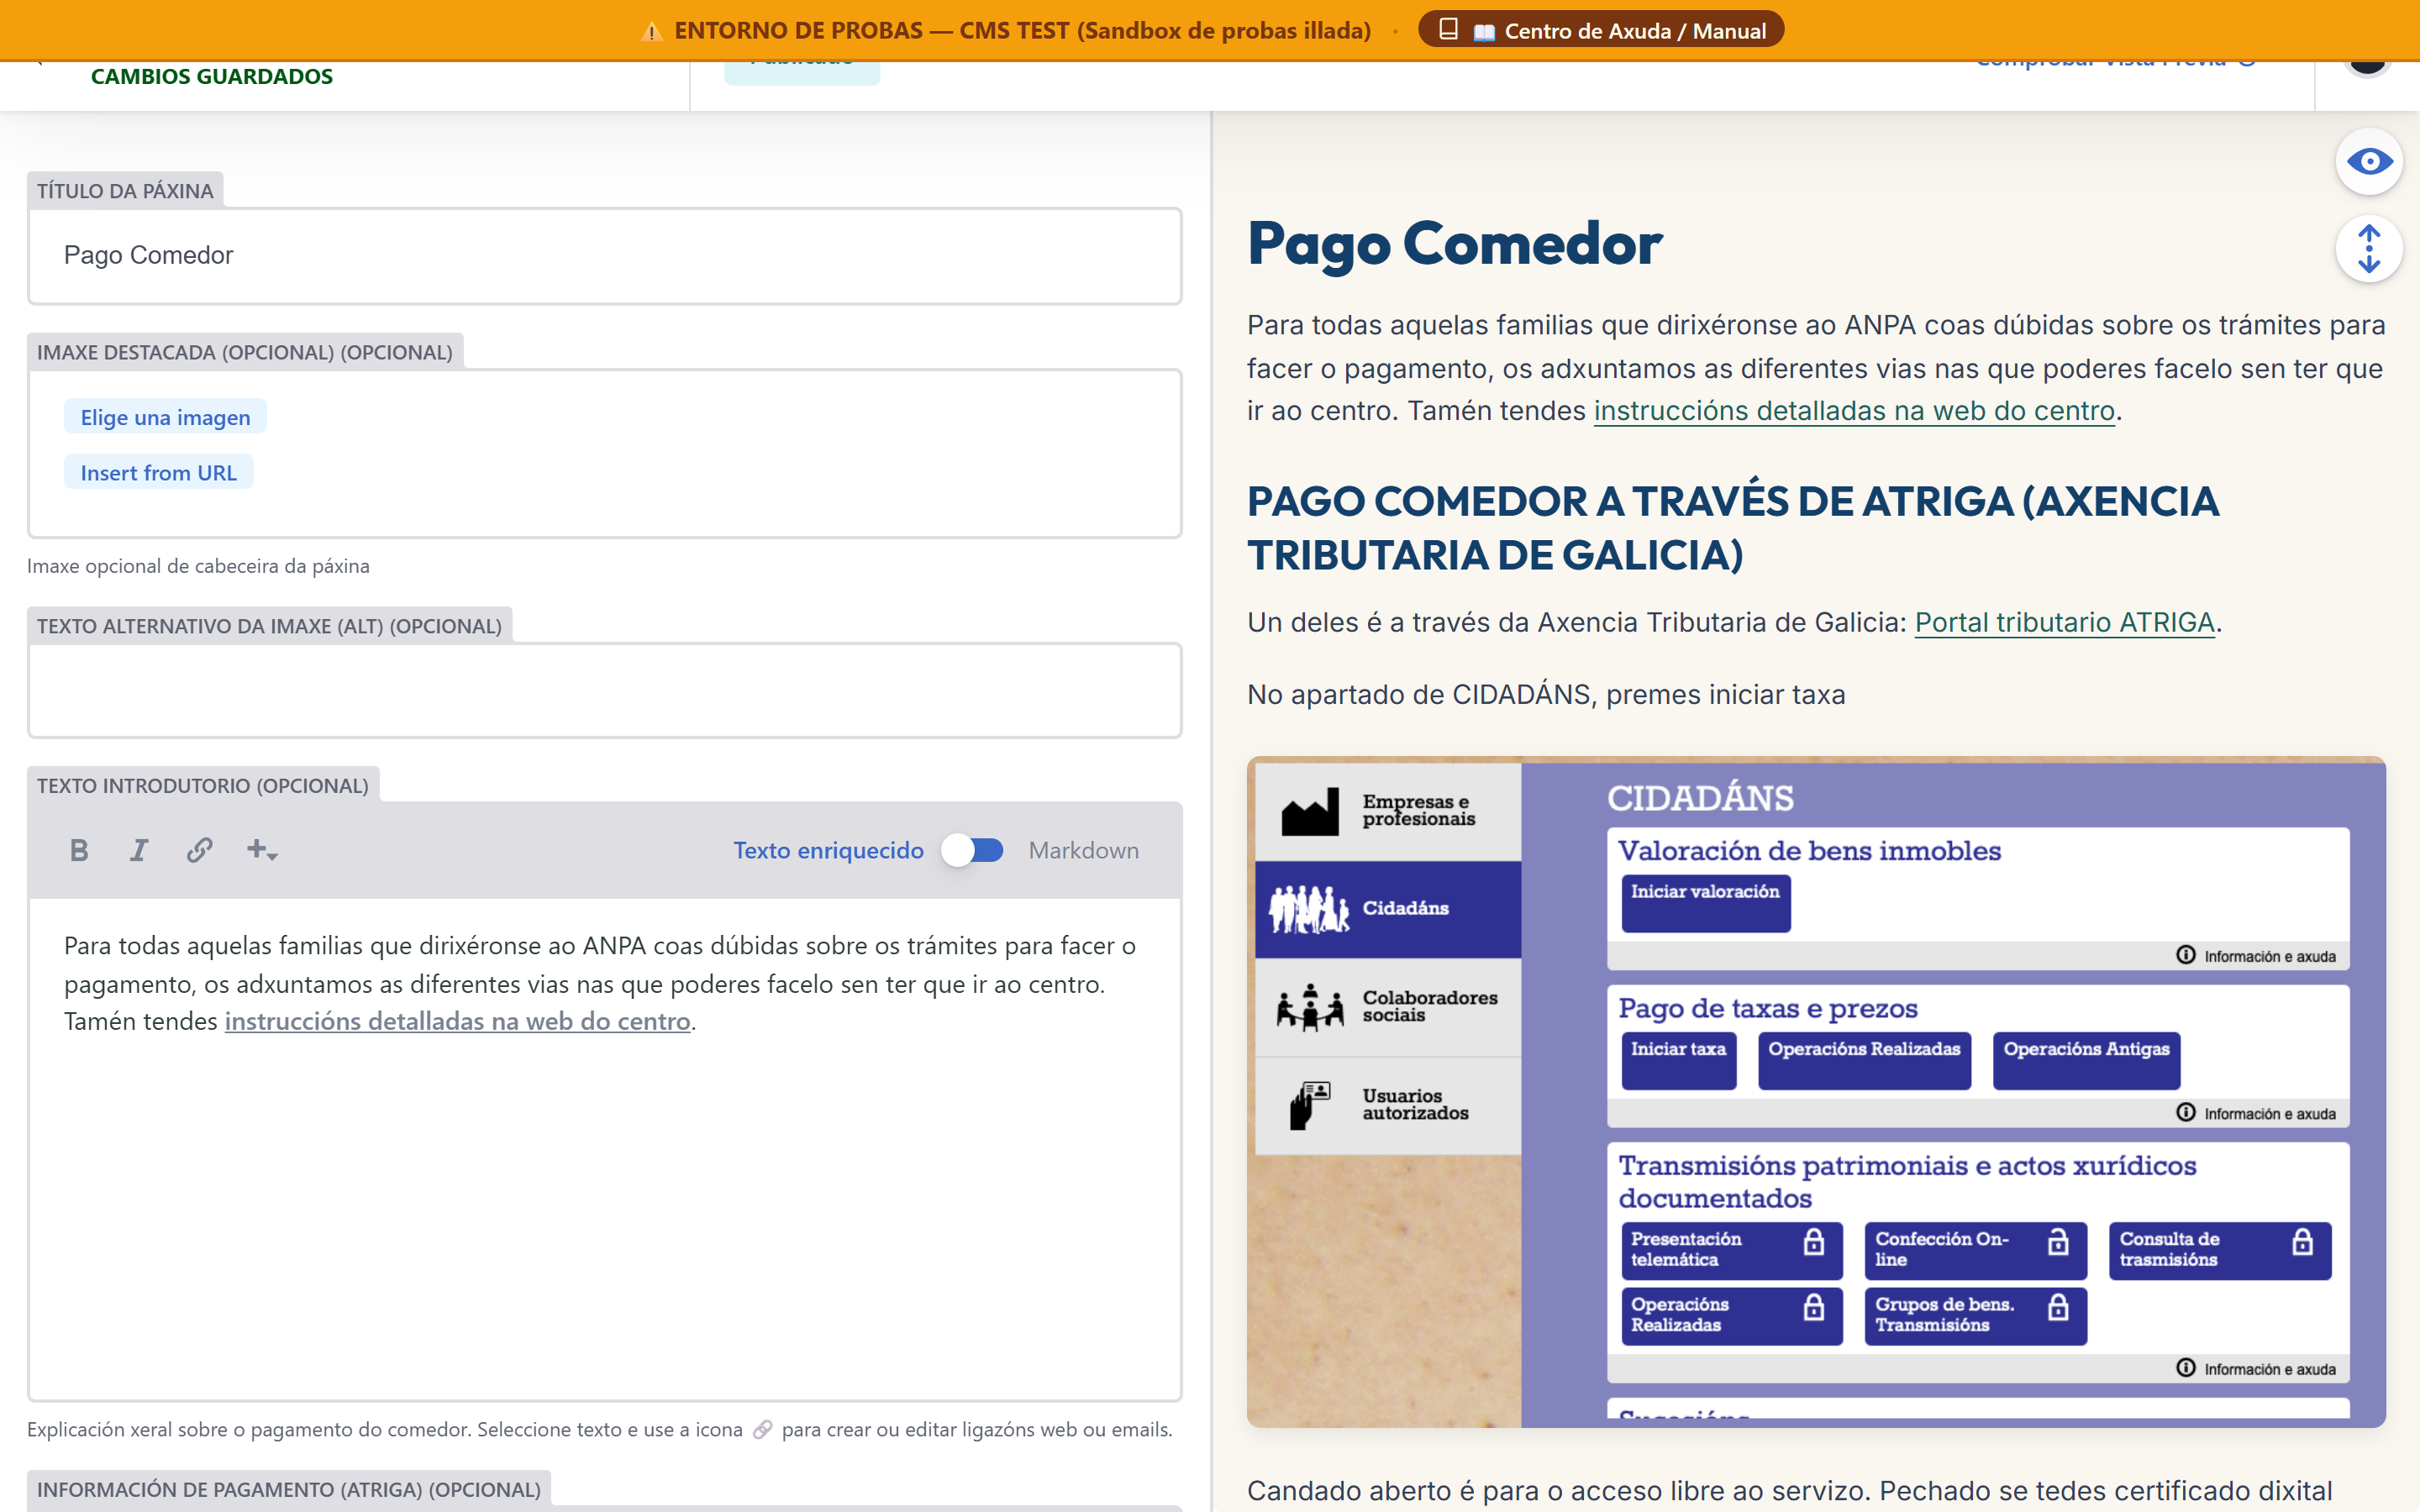 ⚠️ ENTORNO DE PROBAS — CMS TEST (Sandbox de probas illada) · 📖 Centro de Axuda / Manual
CAMBIOS GUARDADOS
TÍTULO DA PÁXINA
Pago Comedor
IMAXE DESTACADA (OPCIONAL) (OPCIONAL)
Elige una imagen
Insert from URL
Imaxe opcional de cabeceira da páxina
TEXTO ALTERNATIVO DA IMAXE (ALT) (OPCIONAL)
TEXTO INTRODUTORIO (OPCIONAL)
B I Texto enriquecido Markdown
Para todas aquelas familias que dirixéronse ao ANPA coas dúbidas sobre os trámites para facer o
pagamento, os adxuntamos as diferentes vias nas que poderes facelo sen ter que ir ao centro.
Tamén tendes instruccións detalladas na web do centro.
Explicación xeral sobre o pagamento do comedor. Seleccione texto e use a icona 🔗 para crear ou editar ligazóns web ou emails.
INFORMACIÓN DE PAGAMENTO (ATRIGA) (OPCIONAL)
Pago Comedor
Para todas aquelas familias que dirixéronse ao ANPA coas dúbidas sobre os trámites para
facer o pagamento, os adxuntamos as diferentes vias nas que poderes facelo sen ter que
ir ao centro. Tamén tendes instruccións detalladas na web do centro.
PAGO COMEDOR A TRAVÉS DE ATRIGA (AXENCIA
TRIBUTARIA DE GALICIA)
Un deles é a través da Axencia Tributaria de Galicia: Portal tributario ATRIGA.
No apartado de CIDADÁNS, premes iniciar taxa
Empresas e
profesionais
Cidadáns
Colaboradores
sociais
Usuarios
autorizados
CIDADÁNS
Valoración de bens inmobles
Iniciar valoración
Información e axuda
Pago de taxas e prezos
Iniciar taxa Operacións Realizadas Operacións Antigas
Información e axuda
Transmisións patrimoniais e actos xurídicos
documentados
Presentación
telemática
Confección On-
line
Consulta de
trasmisións
Operacións
Realizadas
Grupos de bens.
Transmisións
Información e axuda
Candado aberto é para o acceso libre ao servizo. Pechado se tedes certificado dixital